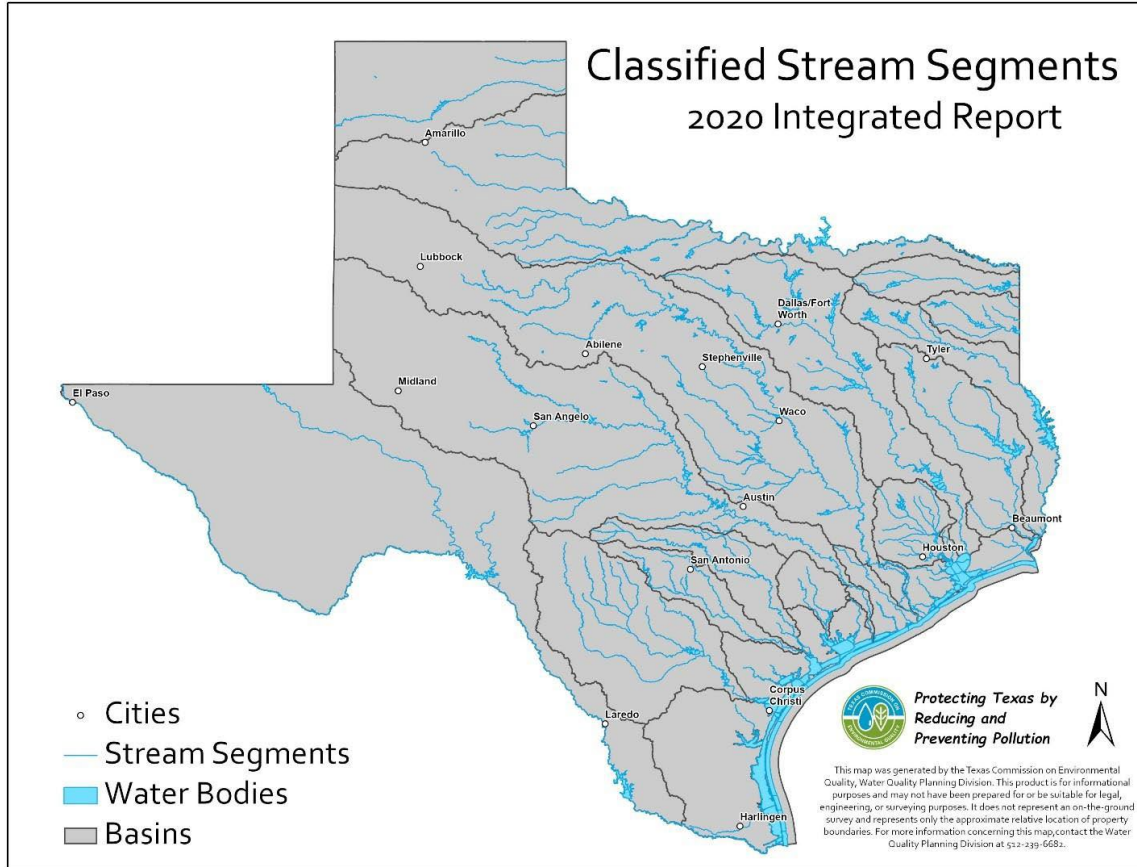 Classified Stream Segments
2020 Integrated Report
Amarillo
Lubbock
Dallas/Fort
Worth
Abilene
Stephenville
Tyler
Midland
El Paso
San Angelo
Waco
Austin
Beaumont
Houston
San Antonio
Corpus
Christi
Laredo
Harlingen
Cities
Stream Segments
Water Bodies
Basins
TEXAS COMMISSION ON
ENVIRONMENTAL QUALITY
Protecting Texas by
Reducing and
Preventing Pollution
N
This map was generated by the Texas Commission on Environmental
Quality, Water Quality Planning Division. This product is for informational
purposes and may not have been prepared for or be suitable for legal,
engineering, or surveying purposes. It does not represent an on-the-ground
survey and represents only the approximate relative location of property
boundaries. For more information concerning this map,contact the Water
Quality Planning Division at 512-239-6682.